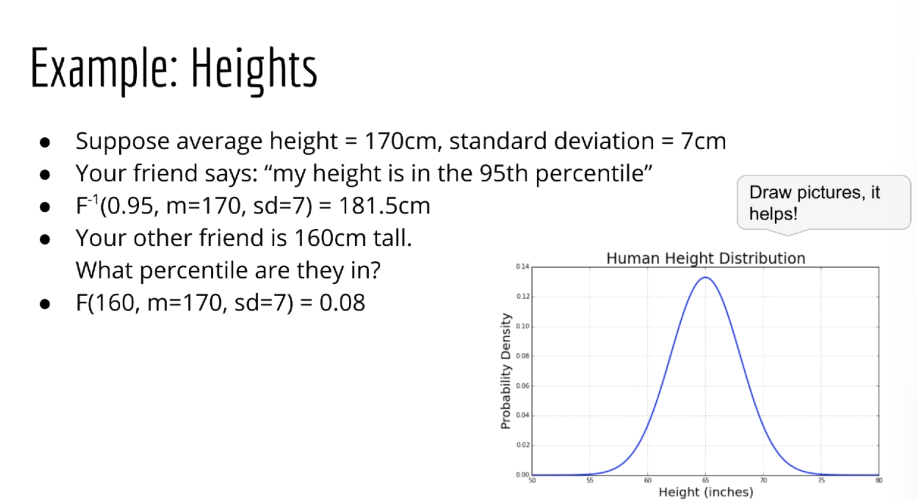 Example: Heights
● Suppose average height = 170cm, standard deviation = 7cm
● Your friend says: “my height is in the 95th percentile”
● F⁻¹(0.95, m=170, sd=7) = 181.5cm
● Your other friend is 160cm tall.
What percentile are they in?
● F(160, m=170, sd=7) = 0.08
Draw pictures, it
helps!
Human Height Distribution
Probability Density
0.14
0.12
0.10
0.08
0.06
0.04
0.02
0.00
50 55 60 65 70 75 80
Height (inches)